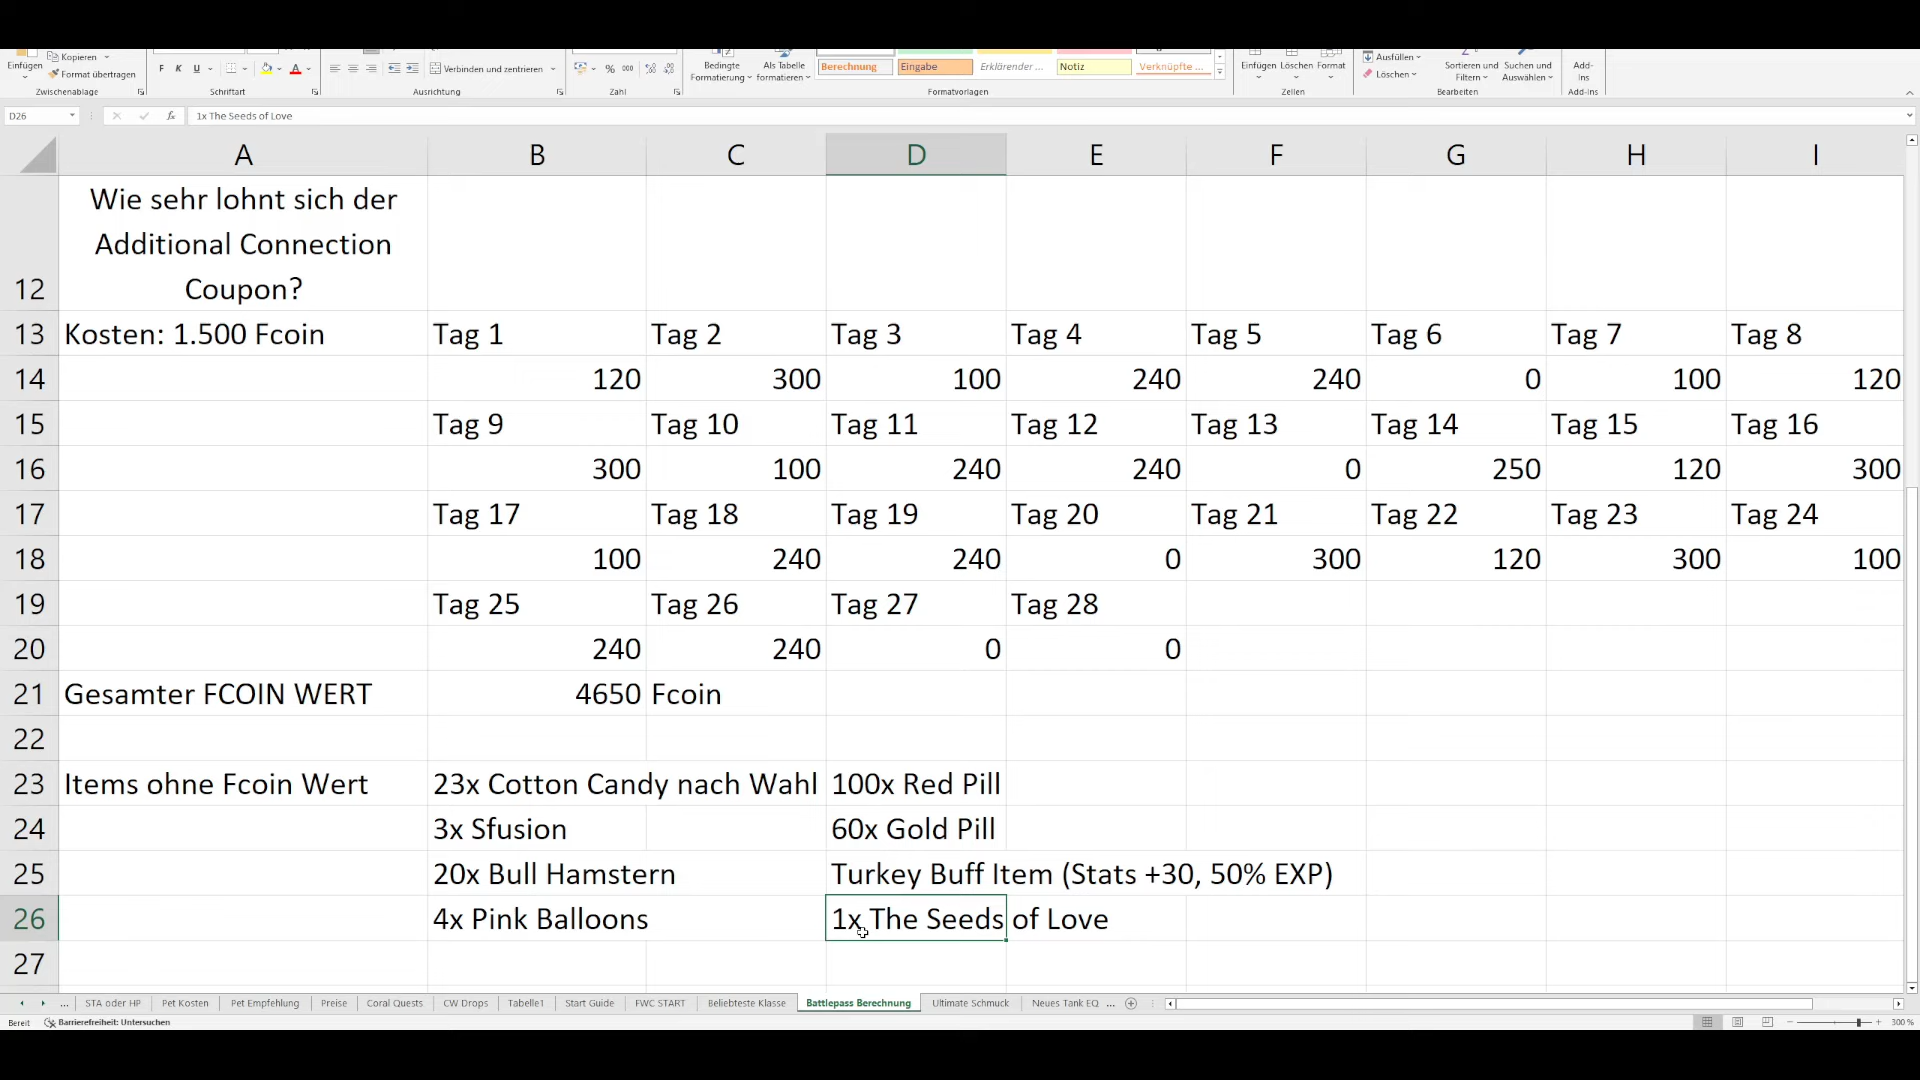 Einfügen
Kopieren
Format übertragen
Zwischenablage
F K U
Schriftart
Verbinden und zentrieren
Ausrichtung
% 000
Zahl
Bedingte Formatierung
Als Tabelle formatieren
Berechnung
Eingabe
Erklärender ...
Notiz
Verknüpfte ...
Formatvorlagen
Einfügen Löschen Format
Zellen
Ausfüllen
Löschen
Sortieren und Filtern
Suchen und Auswählen
Bearbeiten
Add-Ins
Add-Ins
D26 fx 1x The Seeds of Love
A B C D E F G H I
12 Wie sehr lohnt sich der
Additional Connection
Coupon?
13 Kosten: 1.500 Fcoin Tag 1 Tag 2 Tag 3 Tag 4 Tag 5 Tag 6 Tag 7 Tag 8
14 120 300 100 240 240 0 100 120
15 Tag 9 Tag 10 Tag 11 Tag 12 Tag 13 Tag 14 Tag 15 Tag 16
16 300 100 240 240 0 250 120 300
17 Tag 17 Tag 18 Tag 19 Tag 20 Tag 21 Tag 22 Tag 23 Tag 24
18 100 240 240 0 300 120 300 100
19 Tag 25 Tag 26 Tag 27 Tag 28
20 240 240 0 0
21 Gesamter FCOIN WERT 4650 Fcoin
22
23 Items ohne Fcoin Wert 23x Cotton Candy nach Wahl 100x Red Pill
24 3x Sfusion 60x Gold Pill
25 20x Bull Hamstern Turkey Buff Item (Stats +30, 50% EXP)
26 4x Pink Balloons 1x The Seeds of Love
27
... STA oder HP Pet Kosten Pet Empfehlung Preise Coral Quests CW Drops Tabelle1 Start Guide FWC START Beliebteste Klasse Battlepass Berechnung Ultimate Schmuck Neues Tank EQ ...
Bereit Barrierefreiheit: Untersuchen 300 %